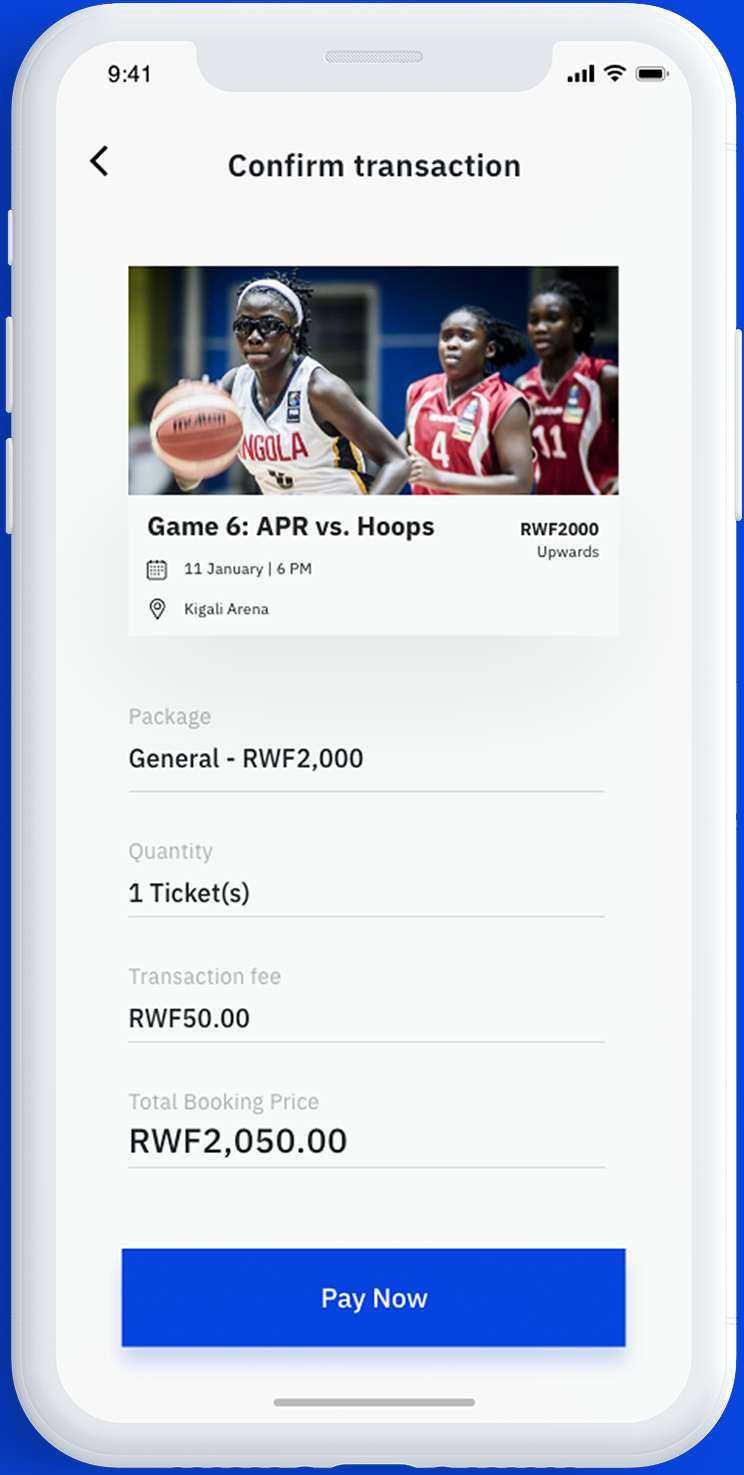 9:41
Confirm transaction
molten
NGOLA
4
11
Game 6: APR vs. Hoops
RWF2000
Upwards
11 January | 6 PM
Kigali Arena
Package
General - RWF2,000
Quantity
1 Ticket(s)
Transaction fee
RWF50.00
Total Booking Price
RWF2,050.00
Pay Now